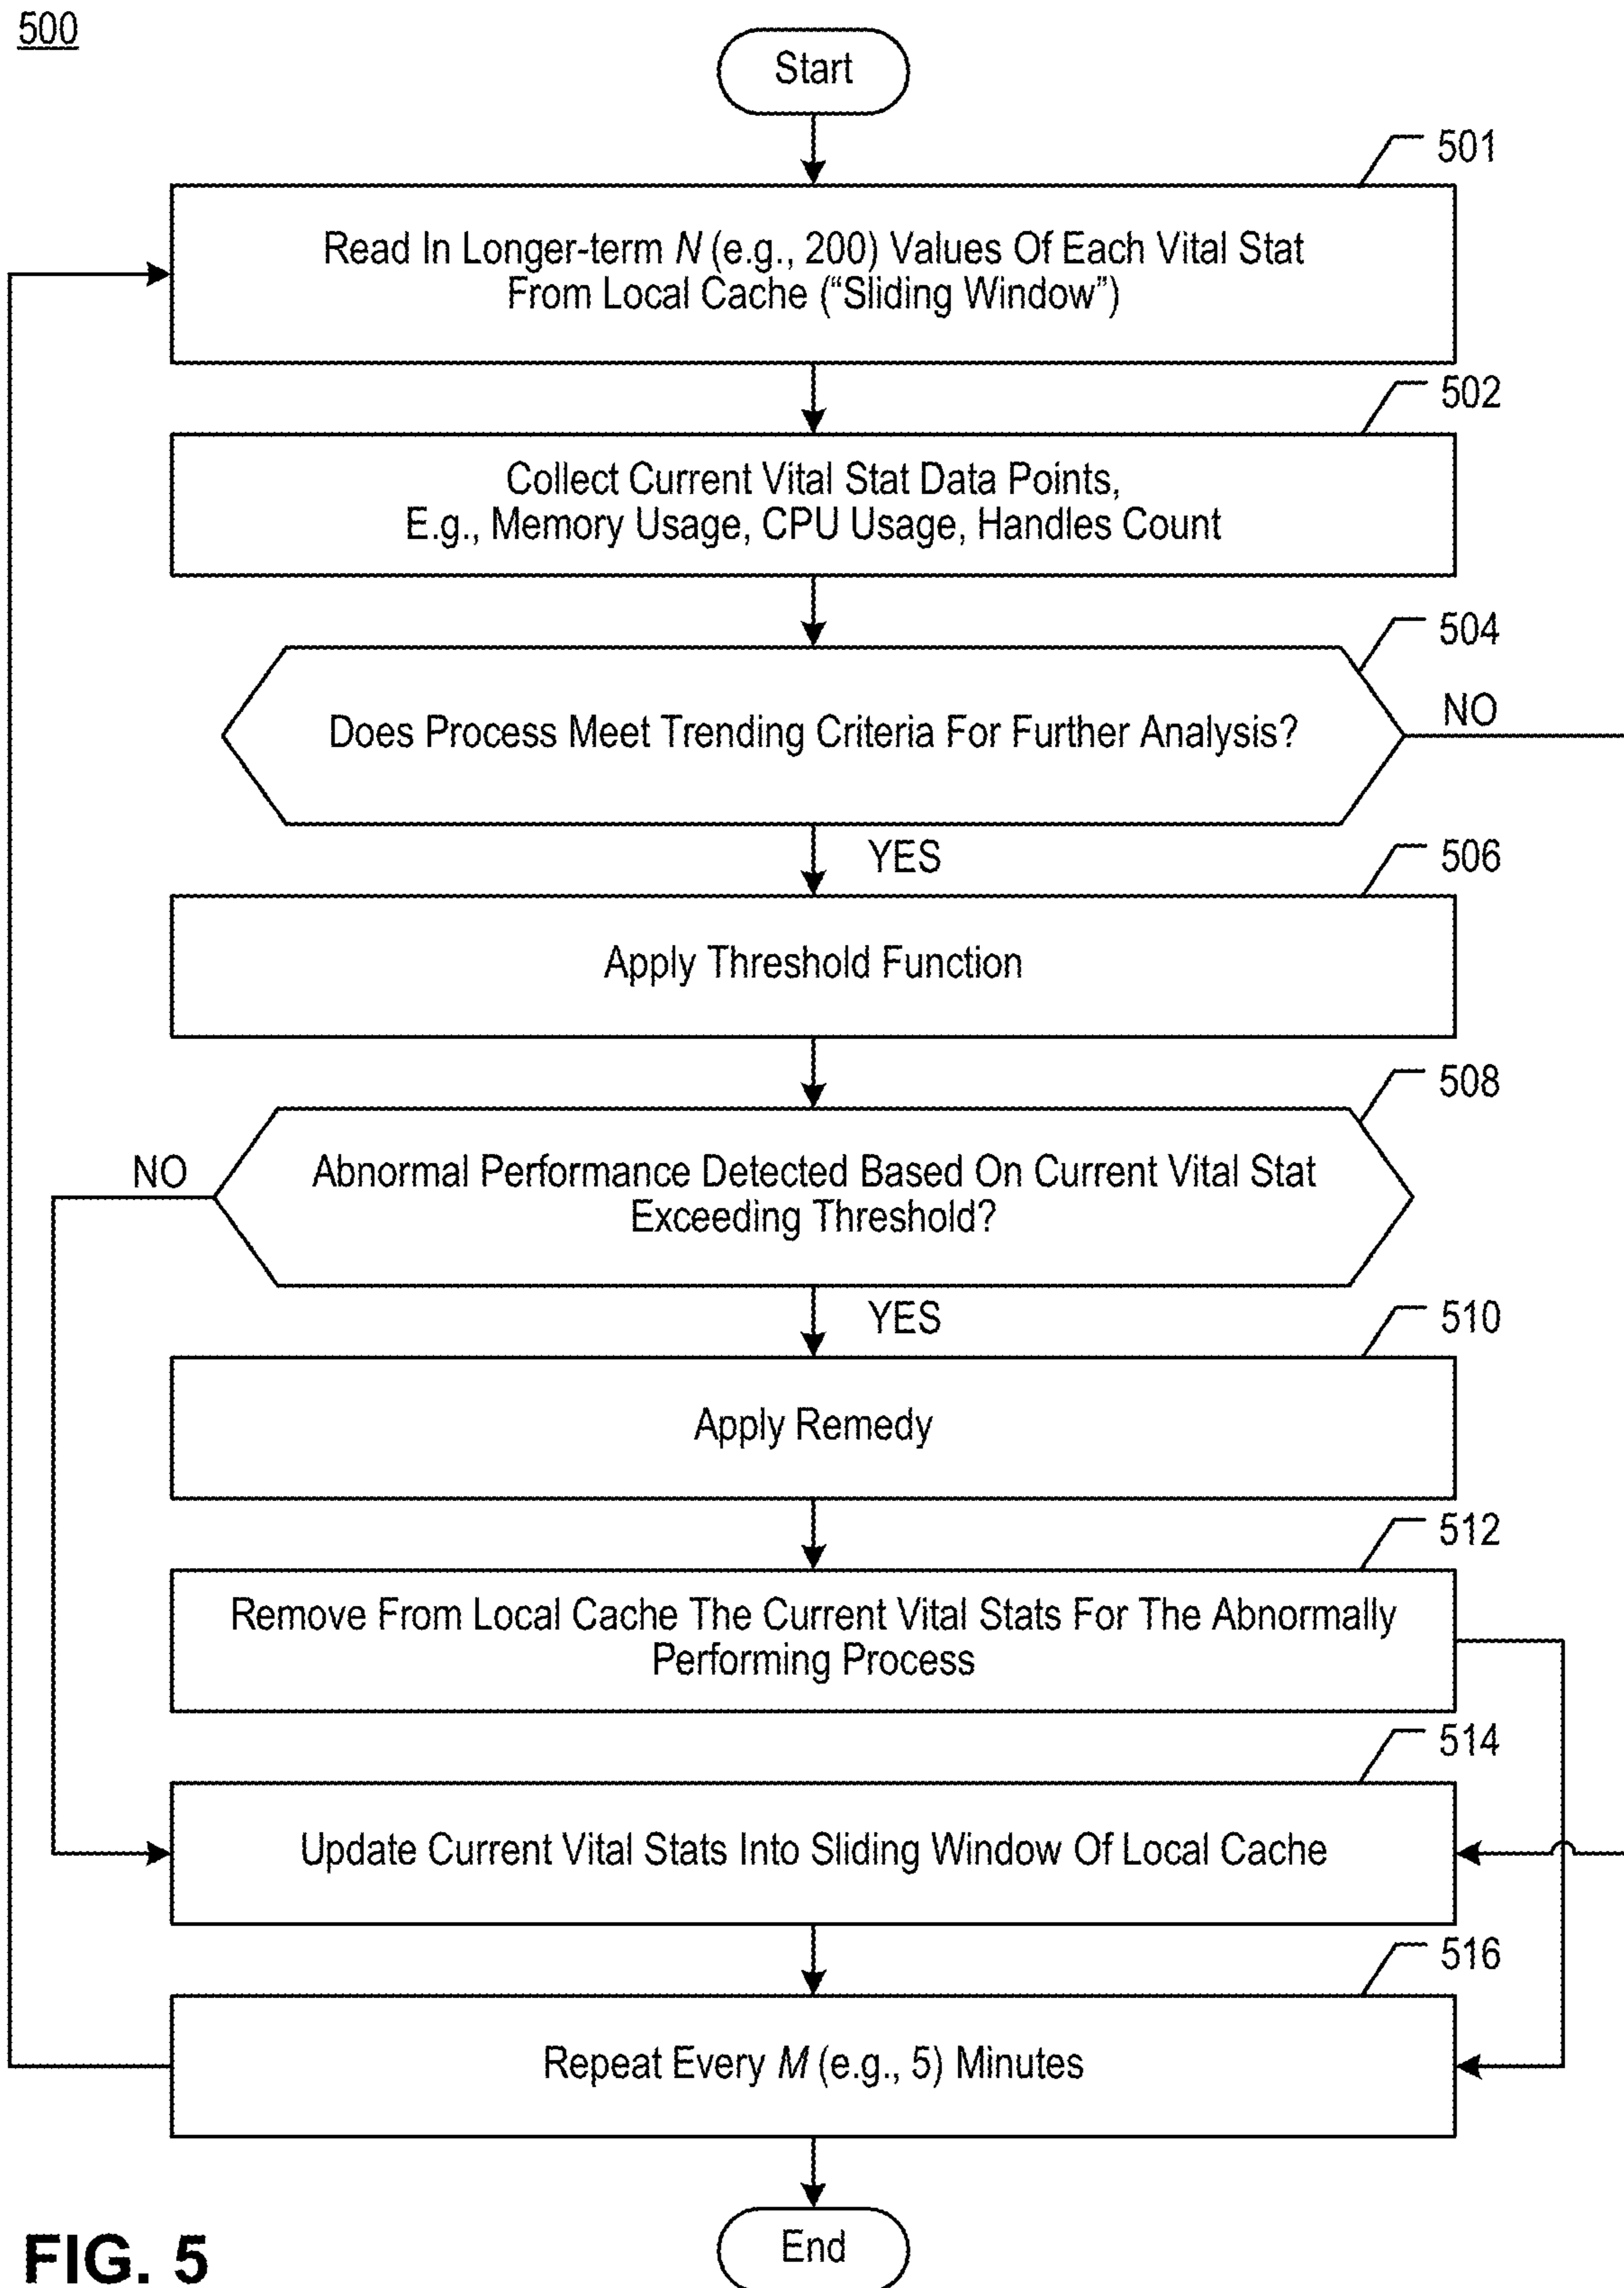 500
Start
501
Read In Longer-term N (e.g., 200) Values Of Each Vital Stat
From Local Cache (“Sliding Window”)
502
Collect Current Vital Stat Data Points,
E.g., Memory Usage, CPU Usage, Handles Count
504
Does Process Meet Trending Criteria For Further Analysis?
NO
YES
506
Apply Threshold Function
508
NO
Abnormal Performance Detected Based On Current Vital Stat
Exceeding Threshold?
YES
510
Apply Remedy
512
Remove From Local Cache The Current Vital Stats For The Abnormally
Performing Process
514
Update Current Vital Stats Into Sliding Window Of Local Cache
516
Repeat Every M (e.g., 5) Minutes
End
FIG. 5